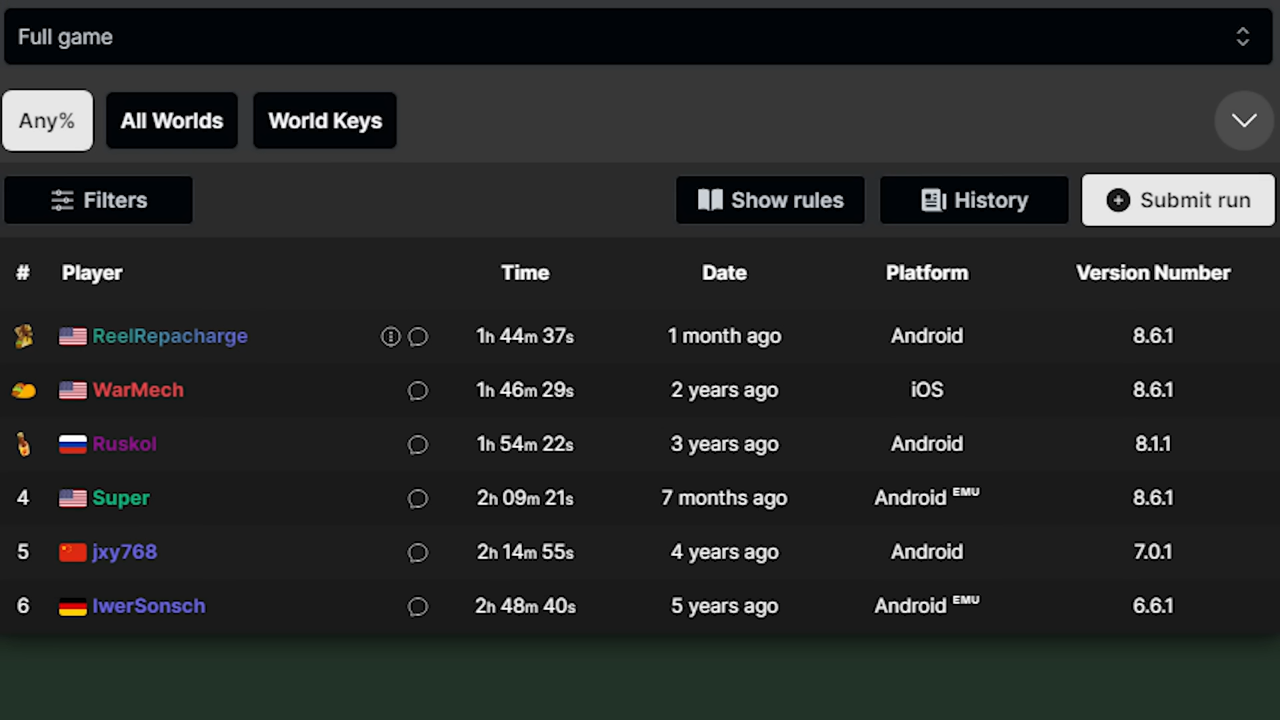 Full game
Any% All Worlds World Keys
Filters Show rules History Submit run
# Player Time Date Platform Version Number
ReelRepacharge 1h 44m 37s 1 month ago Android 8.6.1
WarMech 1h 46m 29s 2 years ago iOS 8.6.1
Ruskol 1h 54m 22s 3 years ago Android 8.1.1
4 Super 2h 09m 21s 7 months ago Android EMU 8.6.1
5 jxy768 2h 14m 55s 4 years ago Android 7.0.1
6 IwerSonsch 2h 48m 40s 5 years ago Android EMU 6.6.1